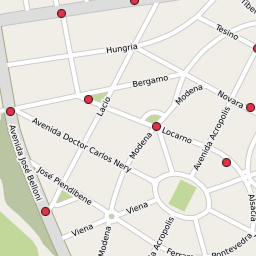 Tesino
Hungria
Bergamo
Modena
Novara
Lacio
Avenida Acropolis
Avenida Doctor Carlos Nery
Locarno
Modena
Avenida José Belloni
José Piendibene
Alsacia
Viena
Viena
Modena
Acropolis
Pontevedra